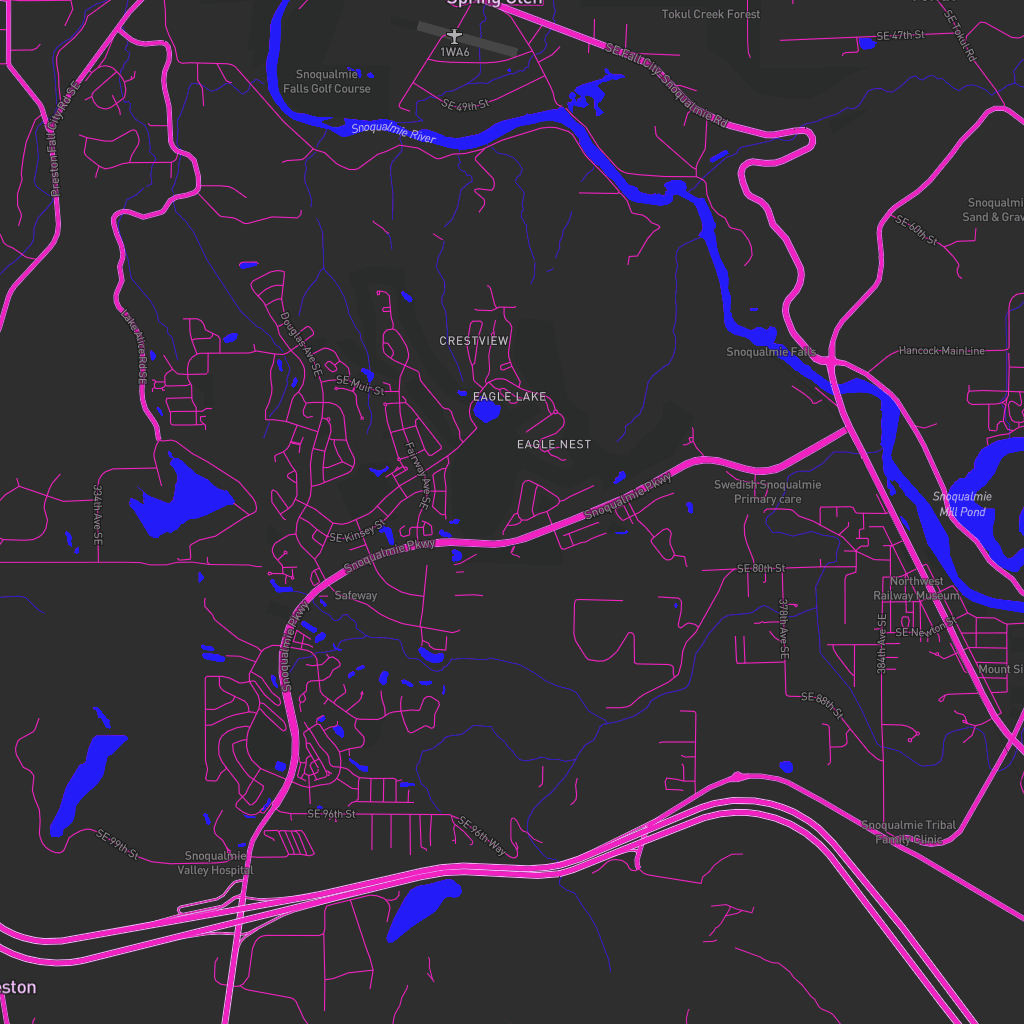 Spring Glen
Tokul Creek Forest
SE 47th St
SE Tokul Rd
1WA6
SE Fall City-Snoqualmie Rd
Snoqualmie
Falls Golf Course
SE 49th St
Preston-Fall City Rd SE
Snoqualmie River
Snoqualmi
Sand & Grav
SE 60th St
Lake Alice Rd SE
Douglas Ave SE
CRESTVIEW
Snoqualmie Falls
Hancock MainLine
SE Muir St
EAGLE LAKE
EAGLE NEST
Fairway Ave SE
334th Ave SE
Snoqualmie Pkwy
Swedish Snoqualmie
Primary care
Snoqualmie
Mill Pond
SE Kinsey St
Snoqualmie Pkwy
SE 80th St
Safeway
Northwest
Railway Museum
378th Ave SE
384th Ave SE
SE Newton St
Snoqualmie Pkwy
Mount Si
SE 88th St
SE 96th St
SE 96th Way
SE 99th St
Snoqualmie Tribal
Family Clinic
Snoqualmie
Valley Hospital
eston